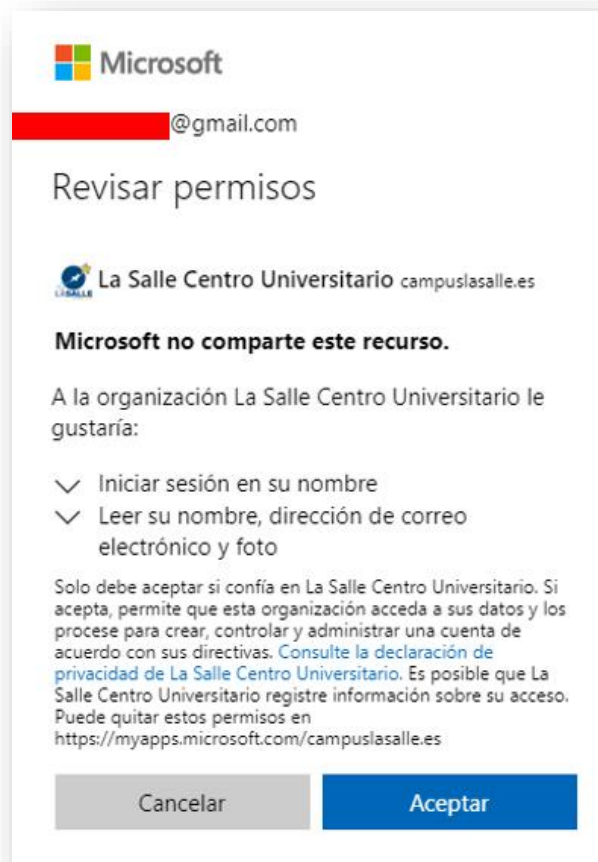 Microsoft
@gmail.com
Revisar permisos
LASALLE
La Salle Centro Universitario campuslasalle.es
Microsoft no comparte este recurso.
A la organización La Salle Centro Universitario le
gustaría:
Iniciar sesión en su nombre
Leer su nombre, dirección de correo
electrónico y foto
Solo debe aceptar si confía en La Salle Centro Universitario. Si
acepta, permite que esta organización acceda a sus datos y los
procese para crear, controlar y administrar una cuenta de
acuerdo con sus directivas. Consulte la declaración de
privacidad de La Salle Centro Universitario. Es posible que La
Salle Centro Universitario registre información sobre su acceso.
Puede quitar estos permisos en
https://myapps.microsoft.com/campuslasalle.es
Cancelar
Aceptar